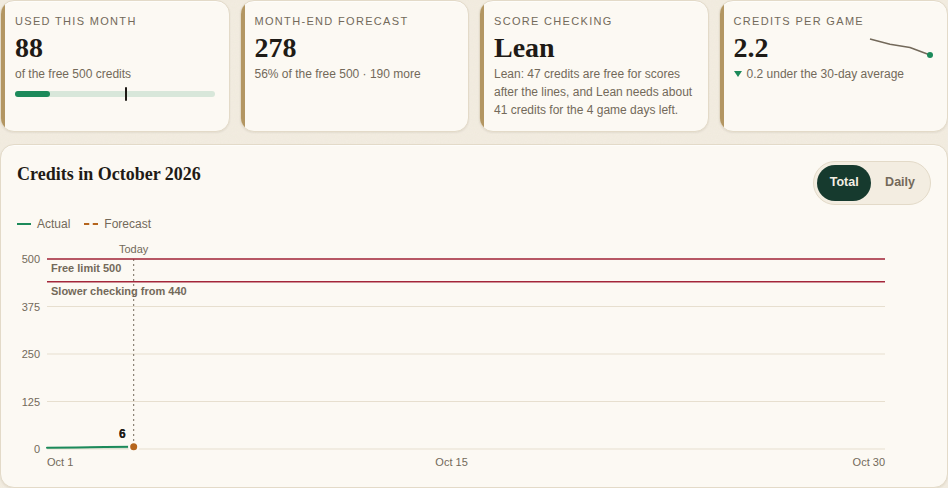 USED THIS MONTH
88
of the free 500 credits
MONTH-END FORECAST
278
56% of the free 500 · 190 more
SCORE CHECKING
Lean
Lean: 47 credits are free for scores
after the lines, and Lean needs about
41 credits for the 4 game days left.
CREDITS PER GAME
2.2
0.2 under the 30-day average
Credits in October 2026
Total
Daily
Actual
Forecast
Today
500
Free limit 500
Slower checking from 440
375
250
125
6
0
Oct 1
Oct 15
Oct 30